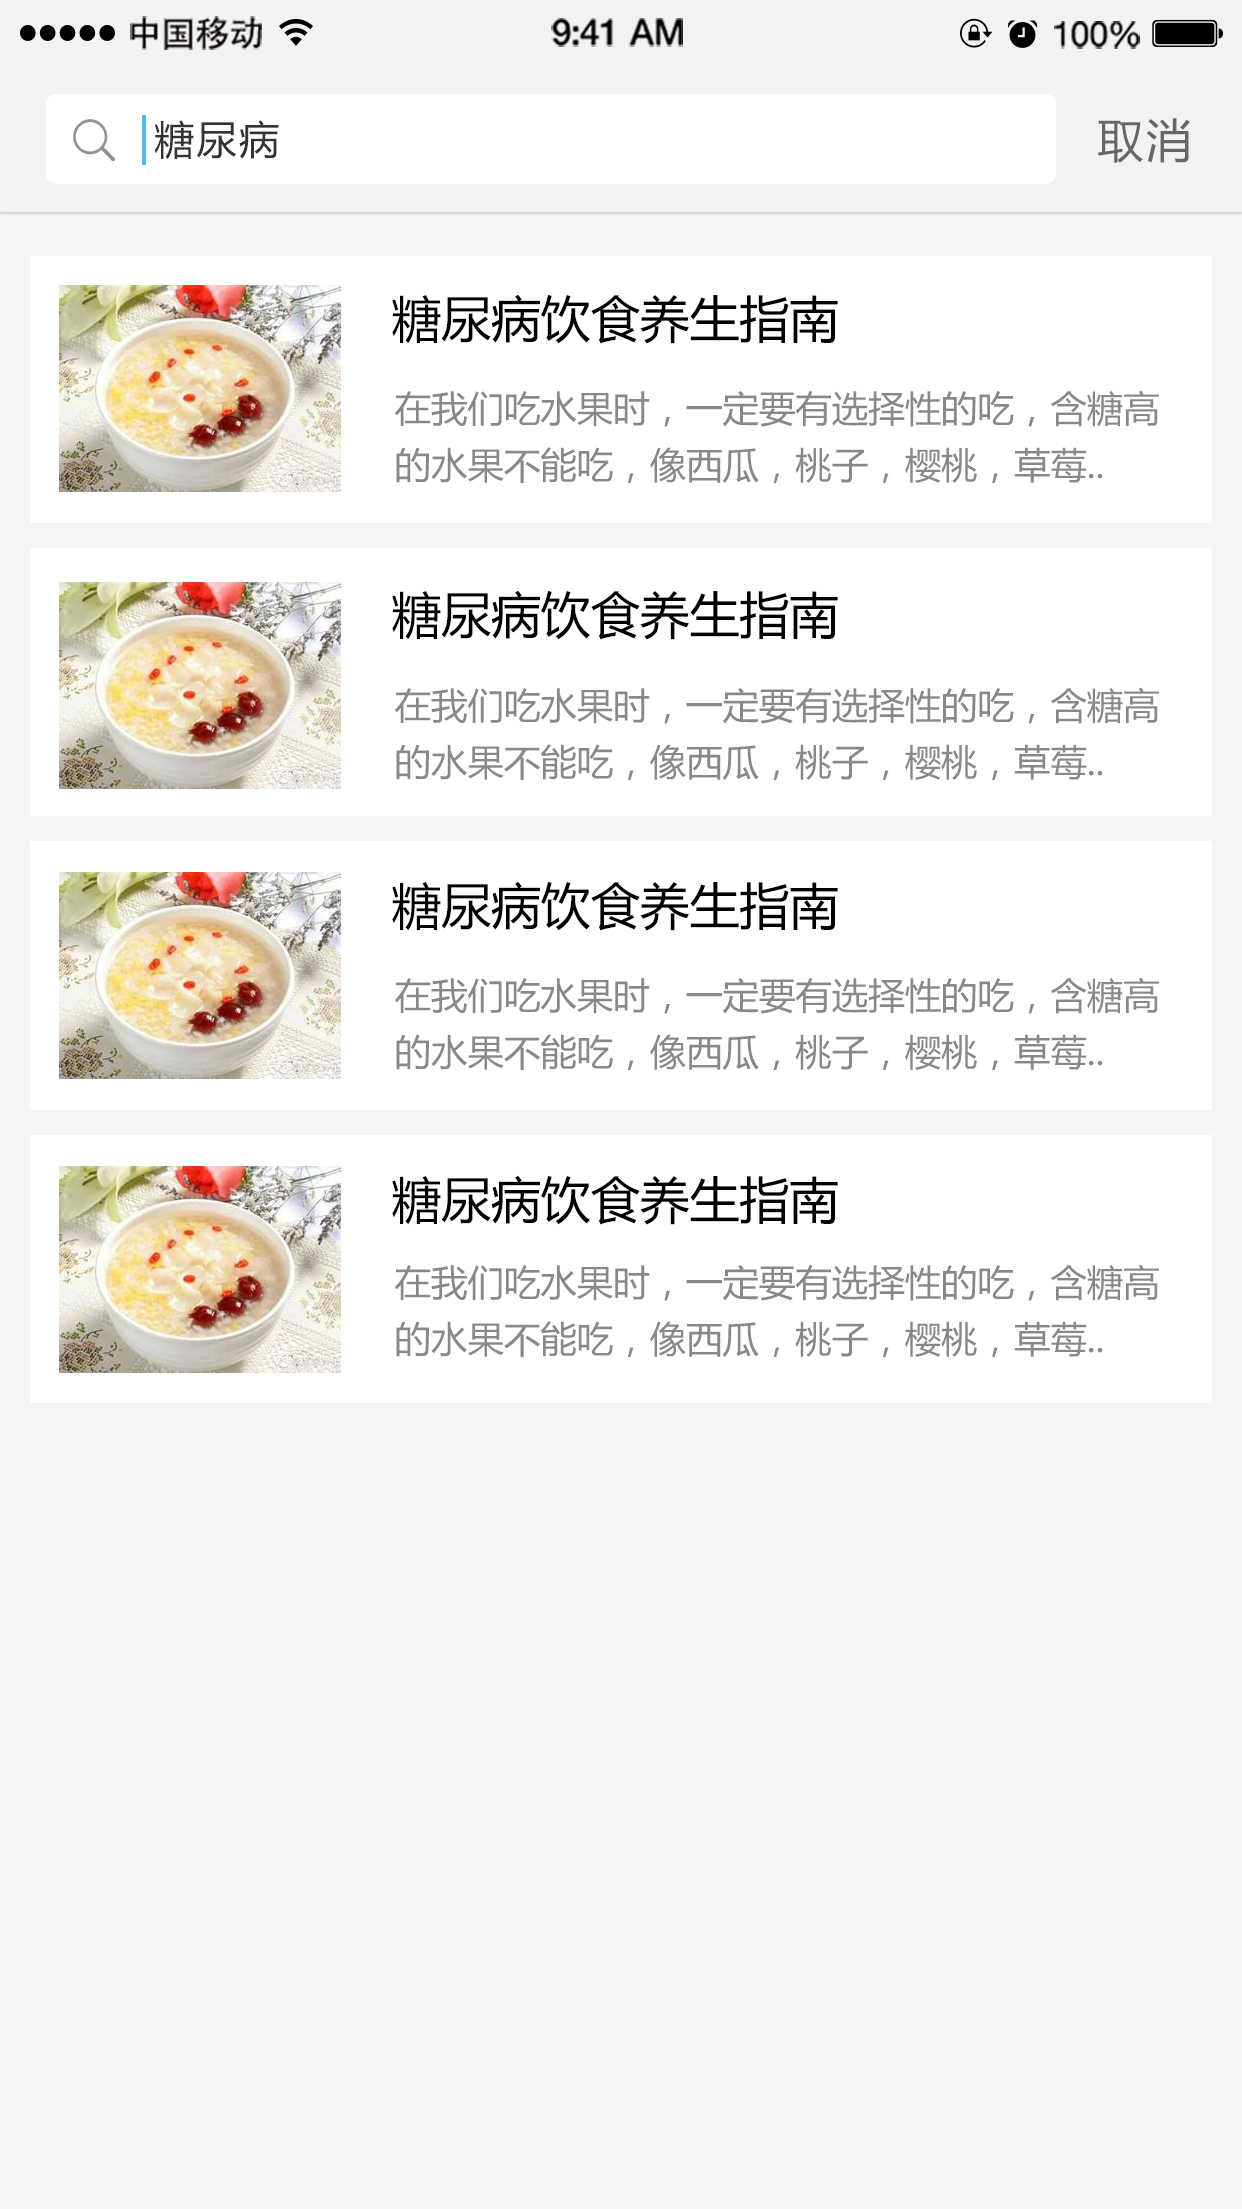 中国移动
9:41 AM
100%
糖尿病
取消
糖尿病饮食养生指南
在我们吃水果时，一定要有选择性的吃，含糖高
的水果不能吃，像西瓜，桃子，樱桃，草莓..
糖尿病饮食养生指南
在我们吃水果时，一定要有选择性的吃，含糖高
的水果不能吃，像西瓜，桃子，樱桃，草莓..
糖尿病饮食养生指南
在我们吃水果时，一定要有选择性的吃，含糖高
的水果不能吃，像西瓜，桃子，樱桃，草莓..
糖尿病饮食养生指南
在我们吃水果时，一定要有选择性的吃，含糖高
的水果不能吃，像西瓜，桃子，樱桃，草莓..